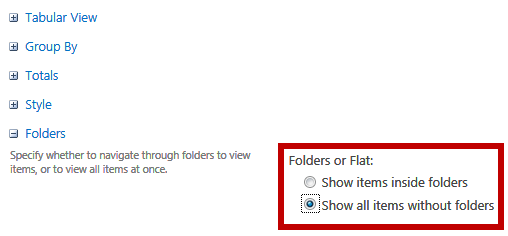 Tabular View
Group By
Totals
Style
Folders
Specify whether to navigate through folders to view
items, or to view all items at once.
Folders or Flat:
Show items inside folders
Show all items without folders